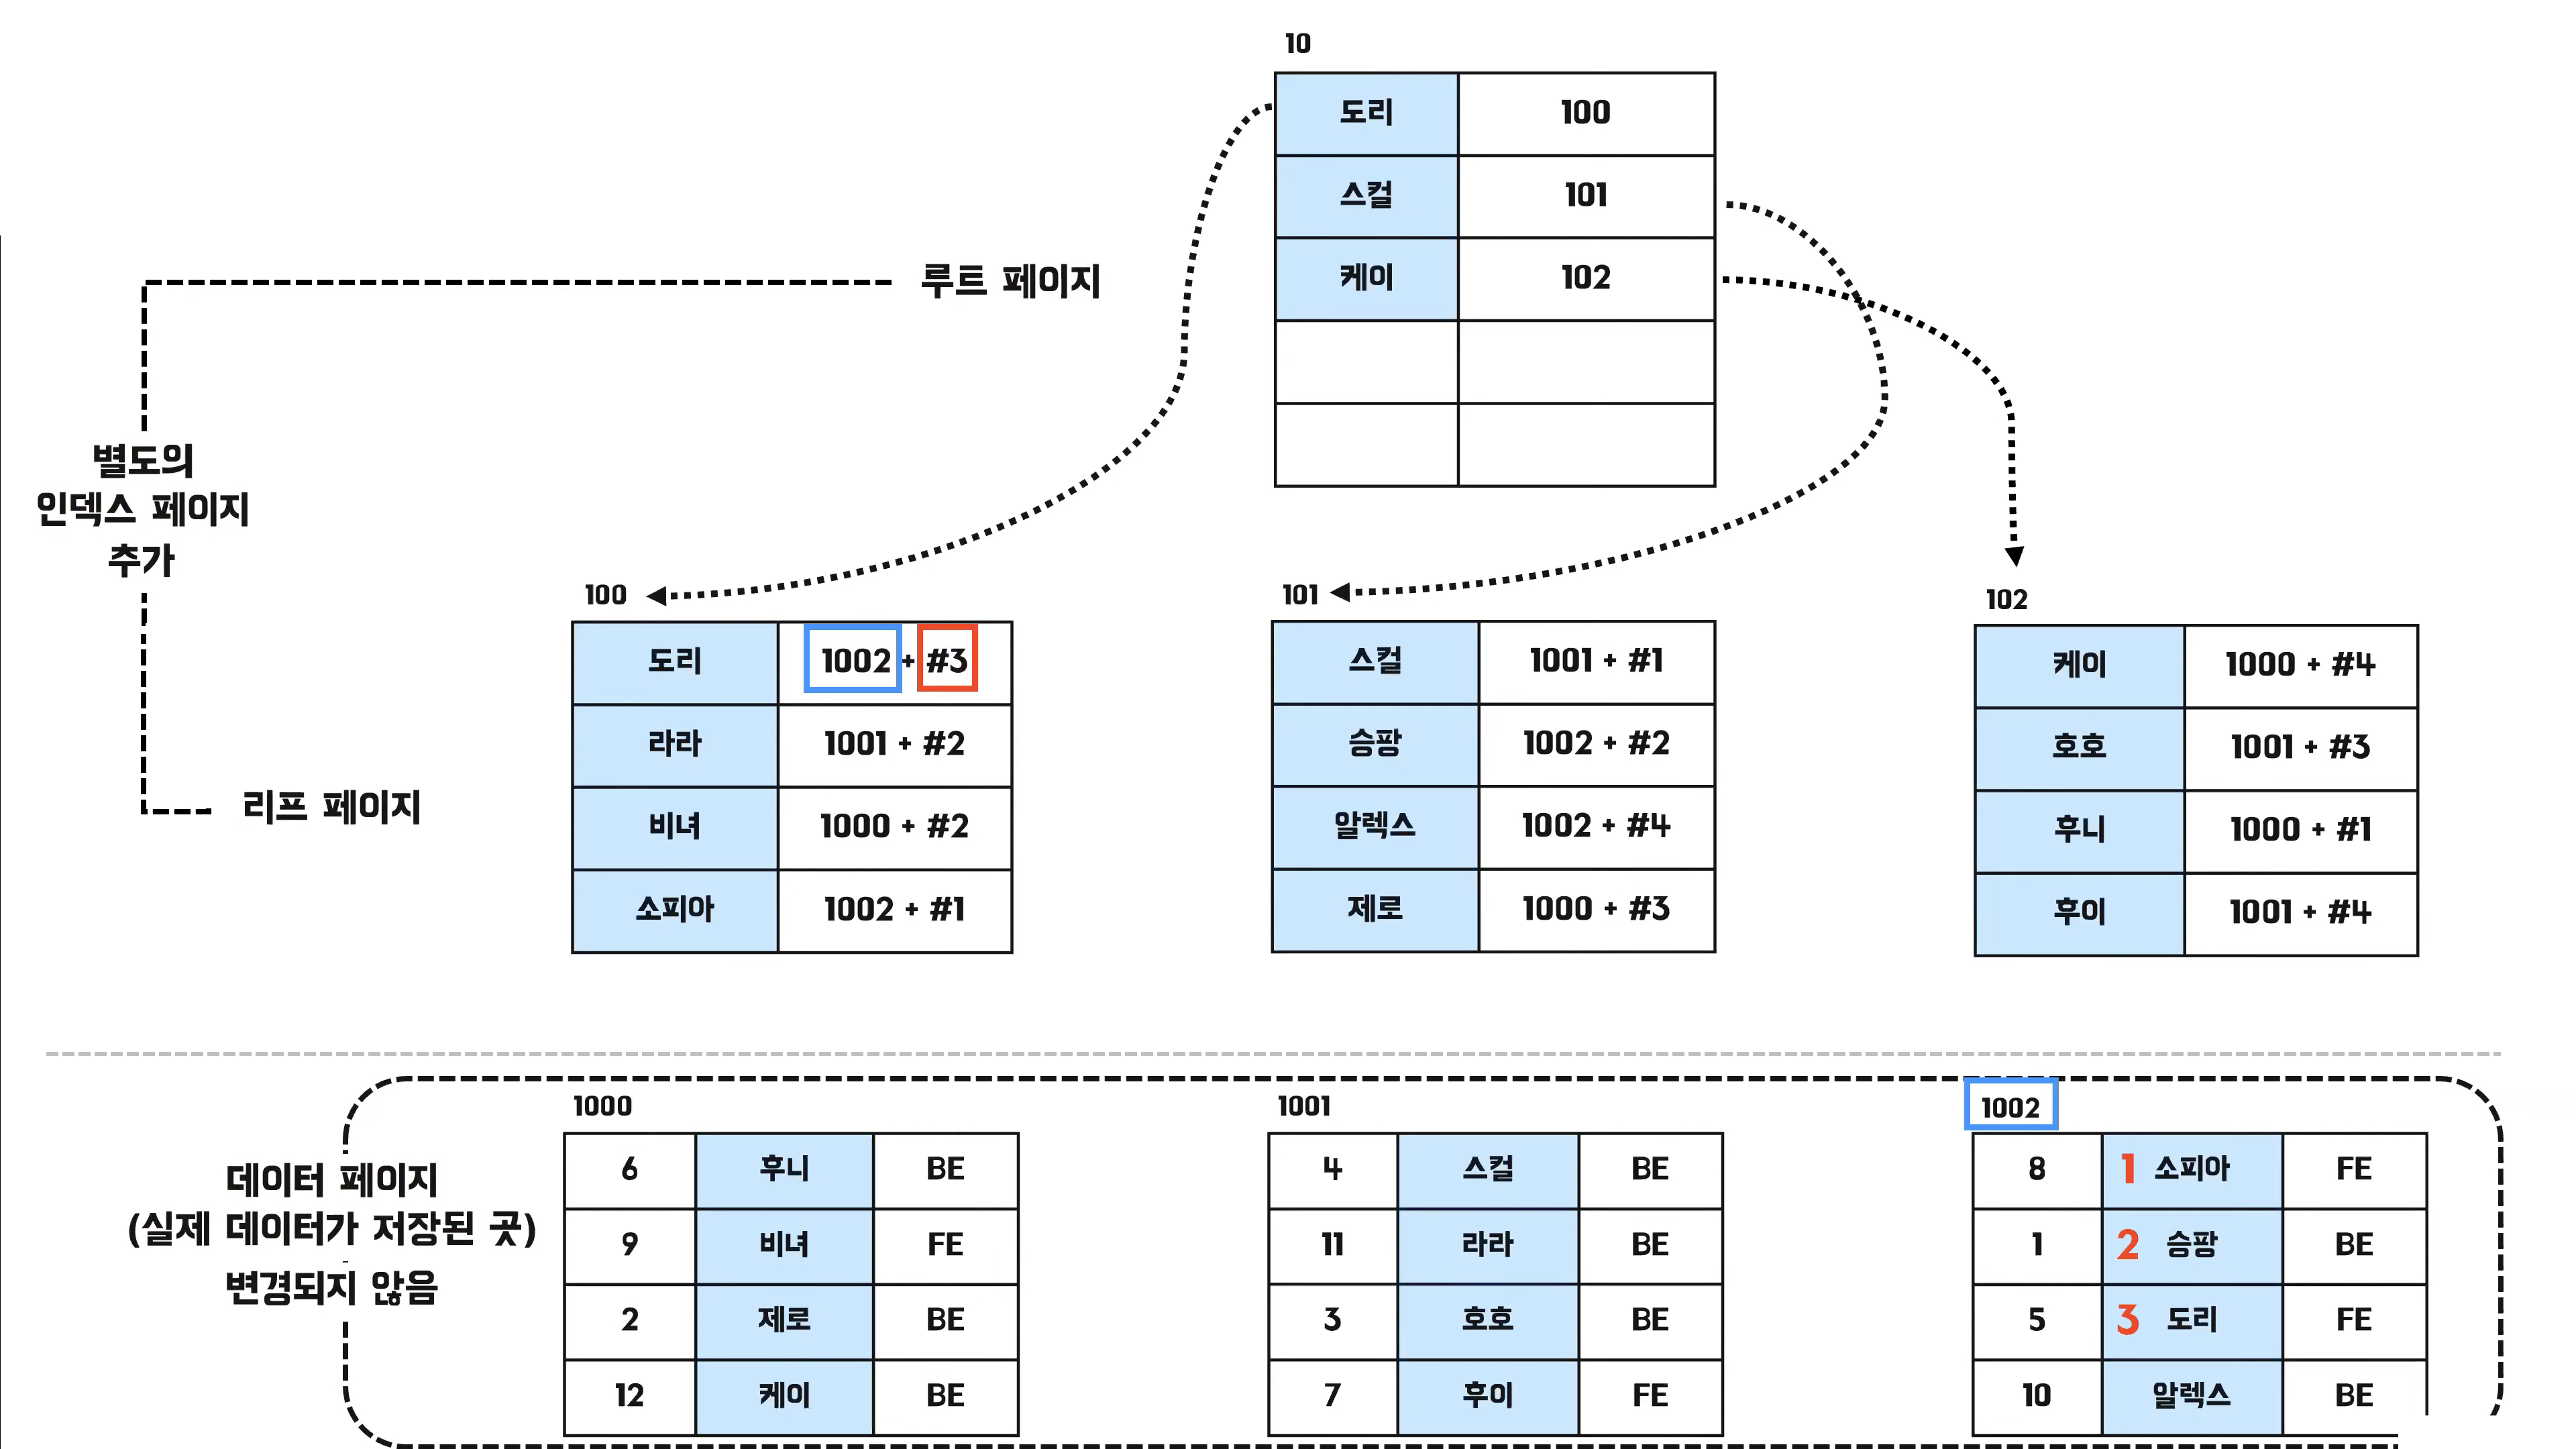 10
도리 100
스컬 101
케이 102
루트 페이지
별도의
인덱스 페이지
추가
리프 페이지
100
도리 1002 + #3
라라 1001 + #2
비녀 1000 + #2
소피아 1002 + #1
101
스컬 1001 + #1
승팡 1002 + #2
알렉스 1002 + #4
제로 1000 + #3
102
케이 1000 + #4
호호 1001 + #3
후니 1000 + #1
후이 1001 + #4
데이터 페이지
(실제 데이터가 저장된 곳)
변경되지 않음
1000
6 후니 BE
9 비녀 FE
2 제로 BE
12 케이 BE
1001
4 스컬 BE
11 라라 BE
3 호호 BE
7 후이 FE
1002
8 1 소피아 FE
1 2 승팡 BE
5 3 도리 FE
10 알렉스 BE